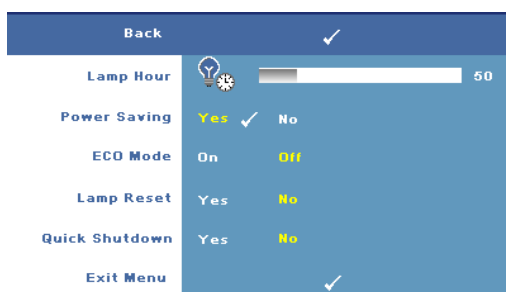 Back
Lamp Hour 50
Power Saving Yes ✓ No
ECO Mode On Off
Lamp Reset Yes No
Quick Shutdown Yes No
Exit Menu